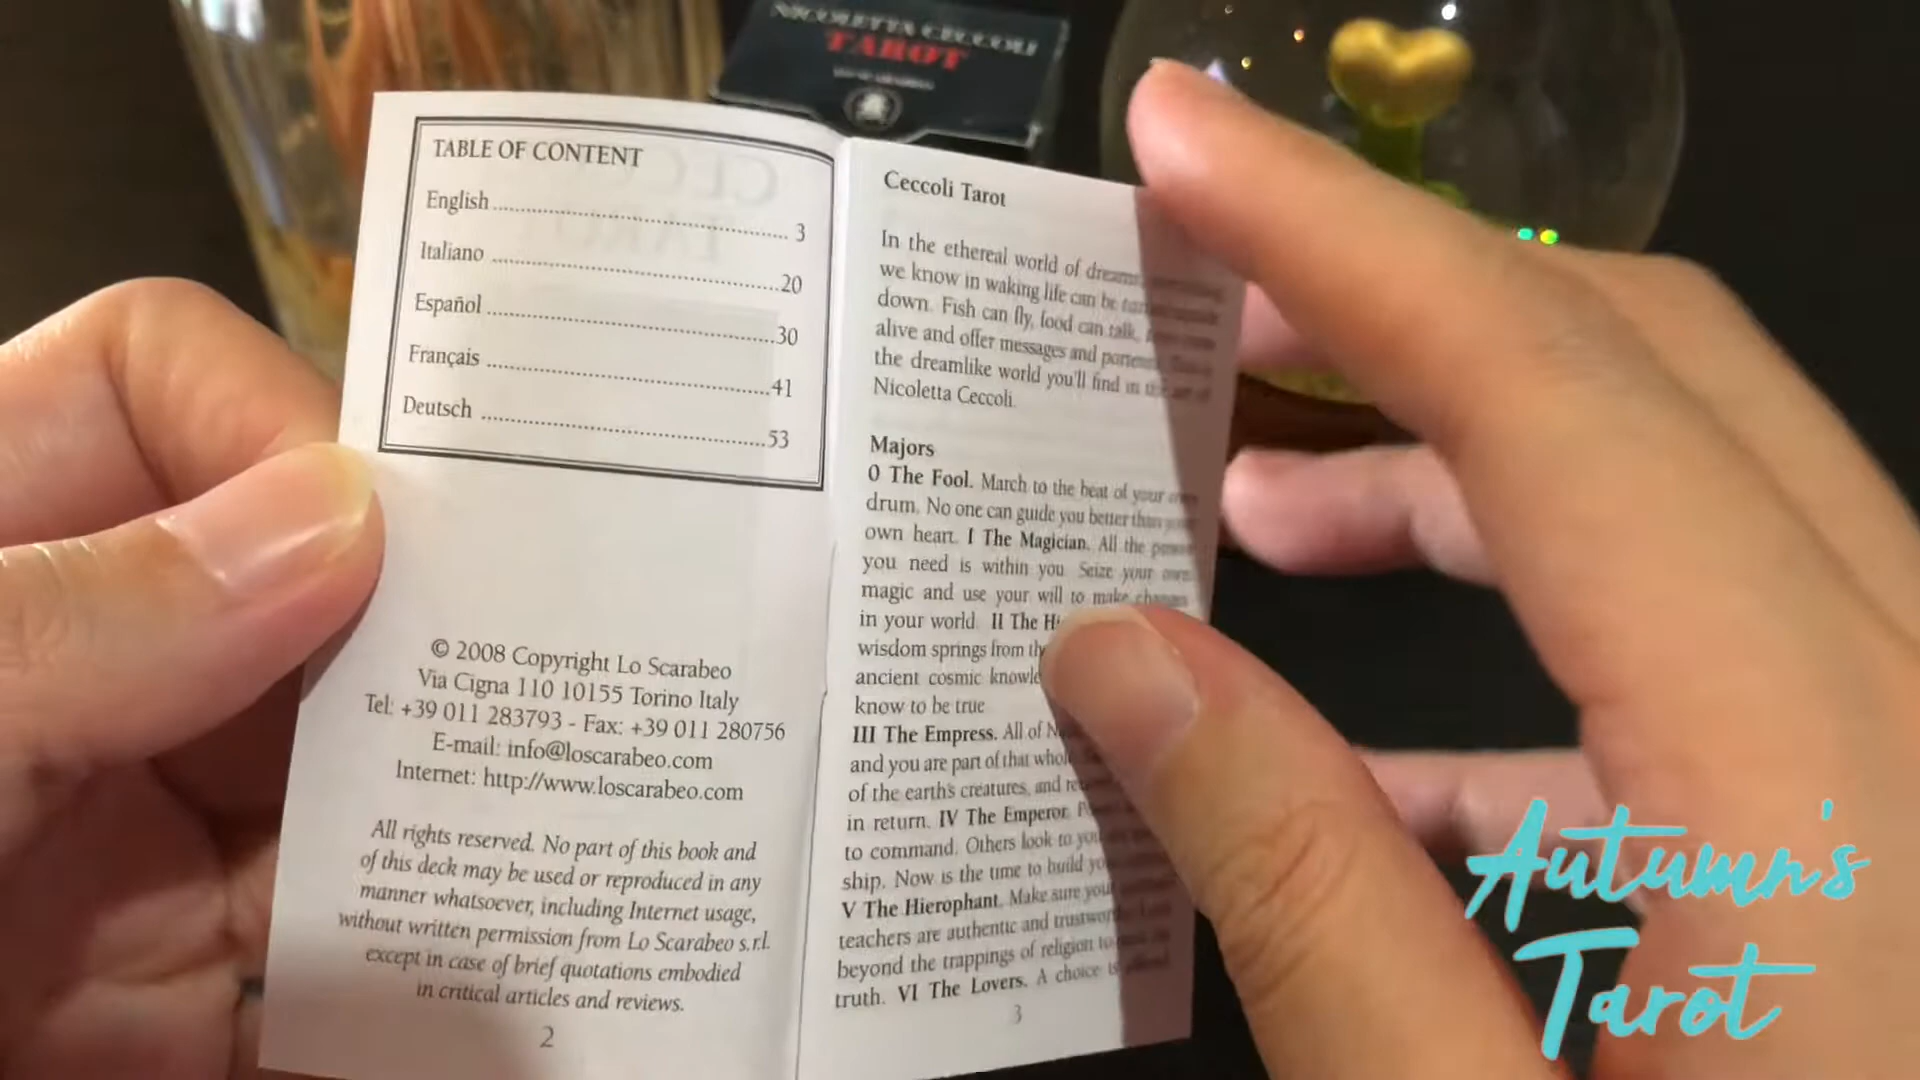 NICOLETTA CECCOLI
TAROT
TABLE OF CONTENT
English ........ 3
Italiano ........ 20
Español ........ 30
Français ........ 41
Deutsch ........ 53
© 2008 Copyright Lo Scarabeo
Via Cigna 110 10155 Torino Italy
Tel: +39 011 283793 - Fax: +39 011 280756
E-mail: info@loscarabeo.com
Internet: http://www.loscarabeo.com
All rights reserved. No part of this book and
of this deck may be used or reproduced in any
manner whatsoever, including Internet usage,
without written permission from Lo Scarabeo s.r.l.
except in case of brief quotations embodied
in critical articles and reviews.
2
Ceccoli Tarot
In the ethereal world of dreams,
we know in waking life can be
down. Fish can fly, food can talk,
alive and offer messages and
the dreamlike world you'll find in the art of
Nicoletta Ceccoli.
Majors
0 The Fool. March to the beat of your own
drum. No one can guide you better than your
own heart. I The Magician. All the power
you need is within you. Seize your own
magic and use your will to make changes
in your world. II The
wisdom springs from
ancient cosmic
know to be true
III The Empress. All of
and you are part of that
of the earth's creatures, and
in return. IV The Emperor.
to command. Others look to
ship. Now is the time to build
V The Hierophant. Make sure your
teachers are authentic and
beyond the trappings of religion to
truth. VI The Lovers. A choice is
3
Autumn's
Tarot